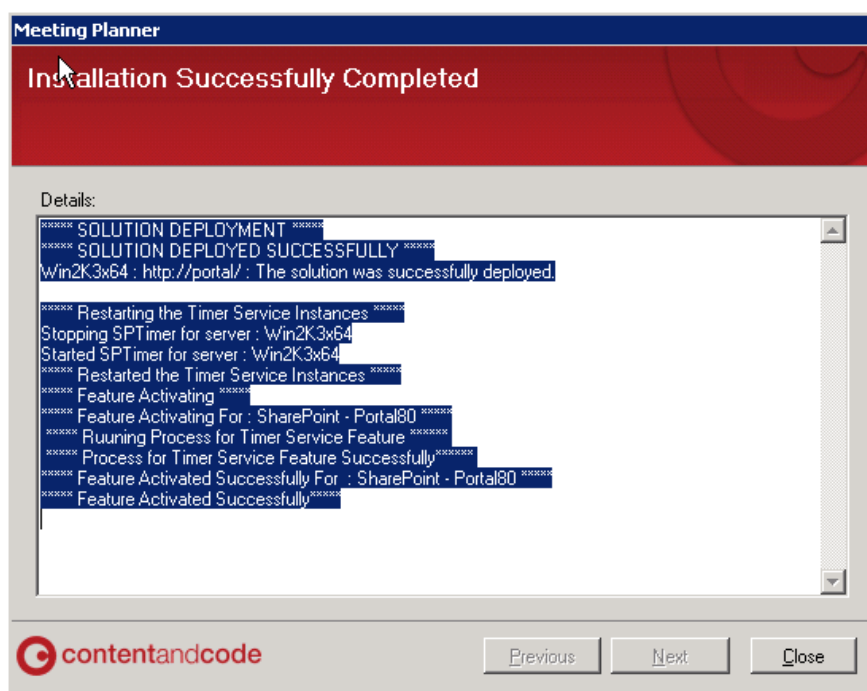 Meeting Planner
Installation Successfully Completed
Details:
***** SOLUTION DEPLOYMENT *****
***** SOLUTION DEPLOYED SUCCESSFULLY *****
Win2K3x64 : http://portal/ : The solution was successfully deployed.
***** Restarting the Timer Service Instances *****
Stopping SPTimer for server : Win2K3x64
Started SPTimer for server : Win2K3x64
***** Restarted the Timer Service Instances *****
***** Feature Activating *****
***** Feature Activating For : SharePoint - Portal80 *****
***** Ruuning Process for Timer Service Feature ******
***** Process for Timer Service Feature Successfully******
***** Feature Activated Successfully For : SharePoint - Portal80 *****
***** Feature Activated Successfully*****
contentandcode
Previous
Next
Close